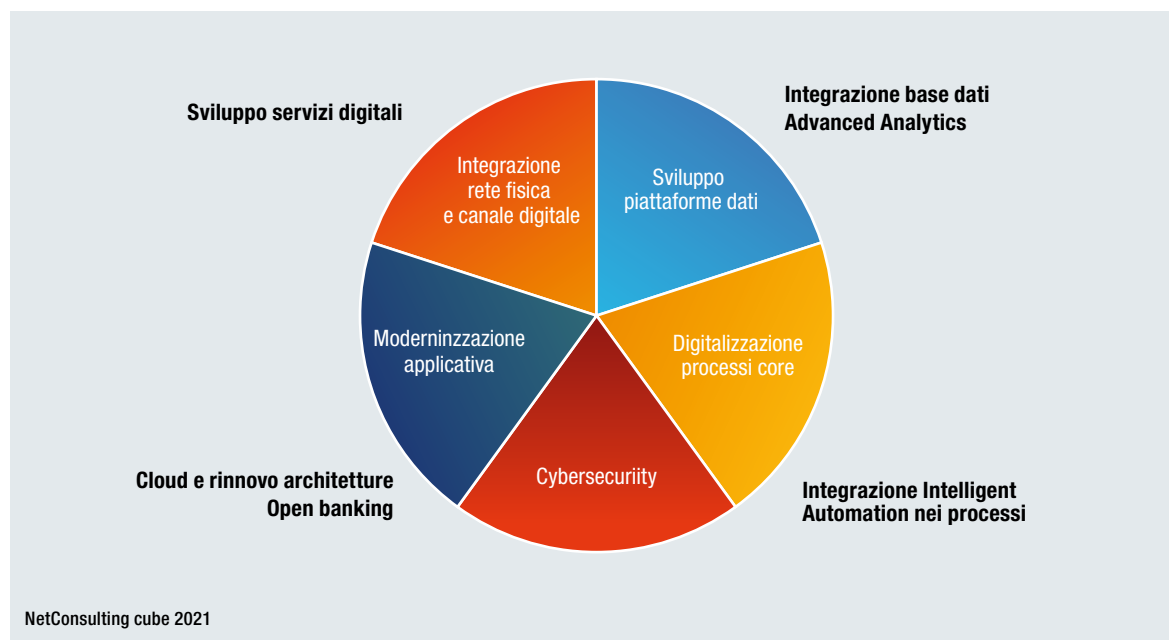 Sviluppo servizi digitali
Integrazione base dati
Advanced Analytics
Integrazione
rete fisica
e canale digitale
Sviluppo
piattaforme dati
Moderninzzazione
applicativa
Digitalizzazione
processi core
Cybersecuriity
Cloud e rinnovo architetture
Open banking
Integrazione Intelligent
Automation nei processi
NetConsulting cube 2021